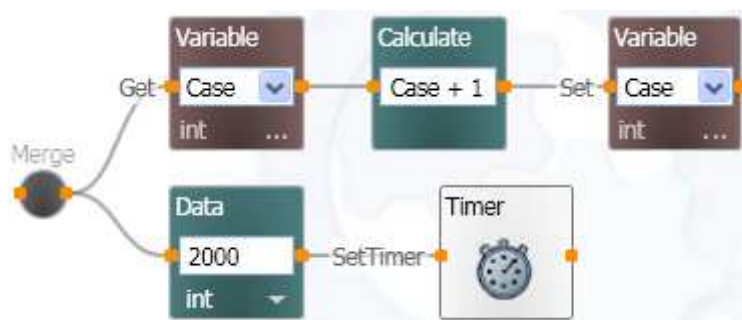 Variable
Calculate
Variable
Get
Case
Case + 1
Set
Case
int ...
int ...
Merge
Data
Timer
2000
SetTimer
int